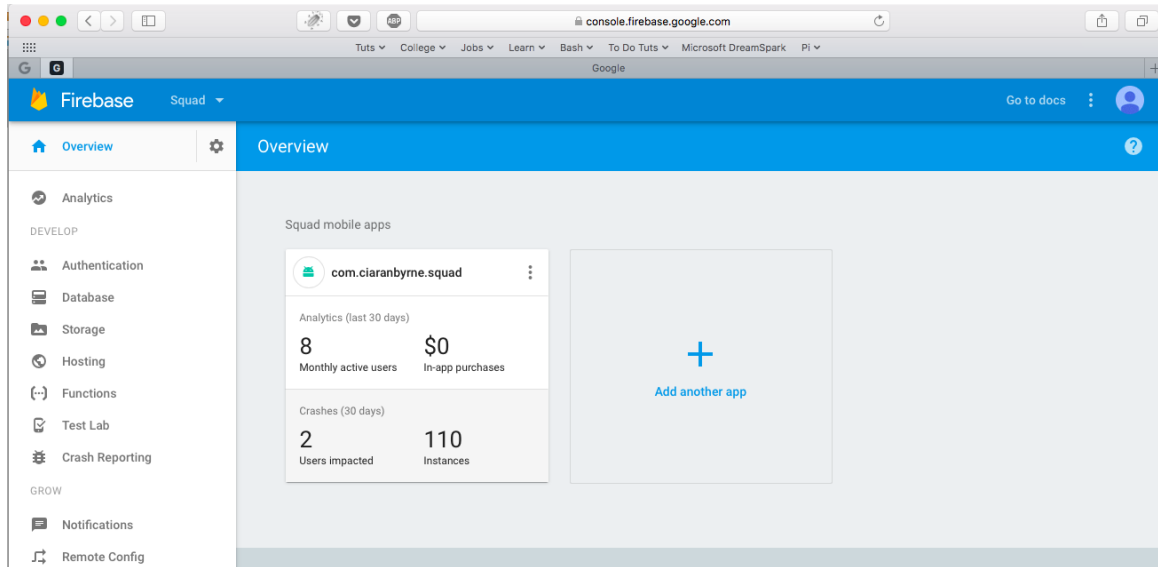 ABP
console.firebase.google.com
Tuts College Jobs Learn Bash To Do Tuts Microsoft DreamSpark Pi
G G Google
Firebase Squad Go to docs
Overview Overview
Analytics
Squad mobile apps
DEVELOP
Authentication
com.ciaranbyrne.squad
Database
Storage
Analytics (last 30 days)
Hosting
8 $0
Monthly active users In-app purchases
Functions
Add another app
Test Lab
Crashes (30 days)
2 110
Users impacted Instances
Crash Reporting
GROW
Notifications
Remote Config